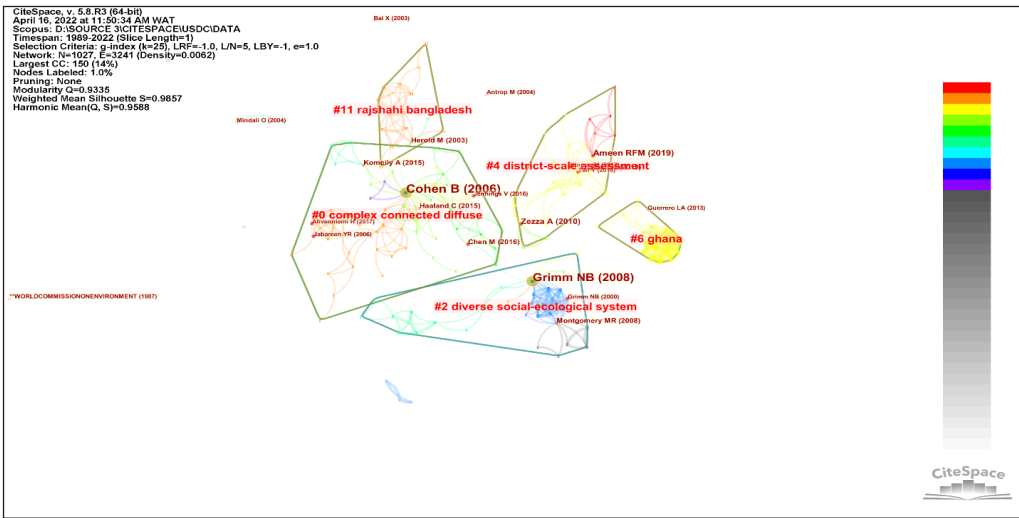 CiteSpace, v. 5.8.R3 (64-bit)
April 16, 2022 at 11:50:34 AM WAT
Scopus: D:\SOURCE 3\CITESPACE\USDC\DATA
Timespan: 1989-2022 (Slice Length=1)
Selection Criteria: g-index (k=25), LRF=-1.0, L/N=5, LBY=-1, e=1.0
Network: N=1027, E=3241 (Density=0.0062)
Largest CC: 150 (14%)
Nodes Labeled: 1.0%
Pruning: None
Modularity Q=0.9335
Weighted Mean Silhouette S=0.9857
Harmonic Mean(Q, S)=0.9588
Bai X (2003)
Antrop M (2004)
#11 rajshahi bangladesh
Mindali O (2004)
Herold M (2003)
Ameen RFM (2019)
Komeily A (2015)
#4 district-scale assessment
Cohen B (2006)
Jennings V (2016)
Haaland C (2015)
Guerrero LA (2013)
#0 complex connected diffuse
Zezza A (2010)
Ahvenniemi H (2017)
Jabareen YR (2006)
#6 ghana
Chen M (2016)
Grimm NB (2008)
**WORLDCOMMISSIONONENVIRONMENT (1987)
Grimm NB (2000)
#2 diverse social-ecological system
Montgomery MR (2008)
CiteSpace